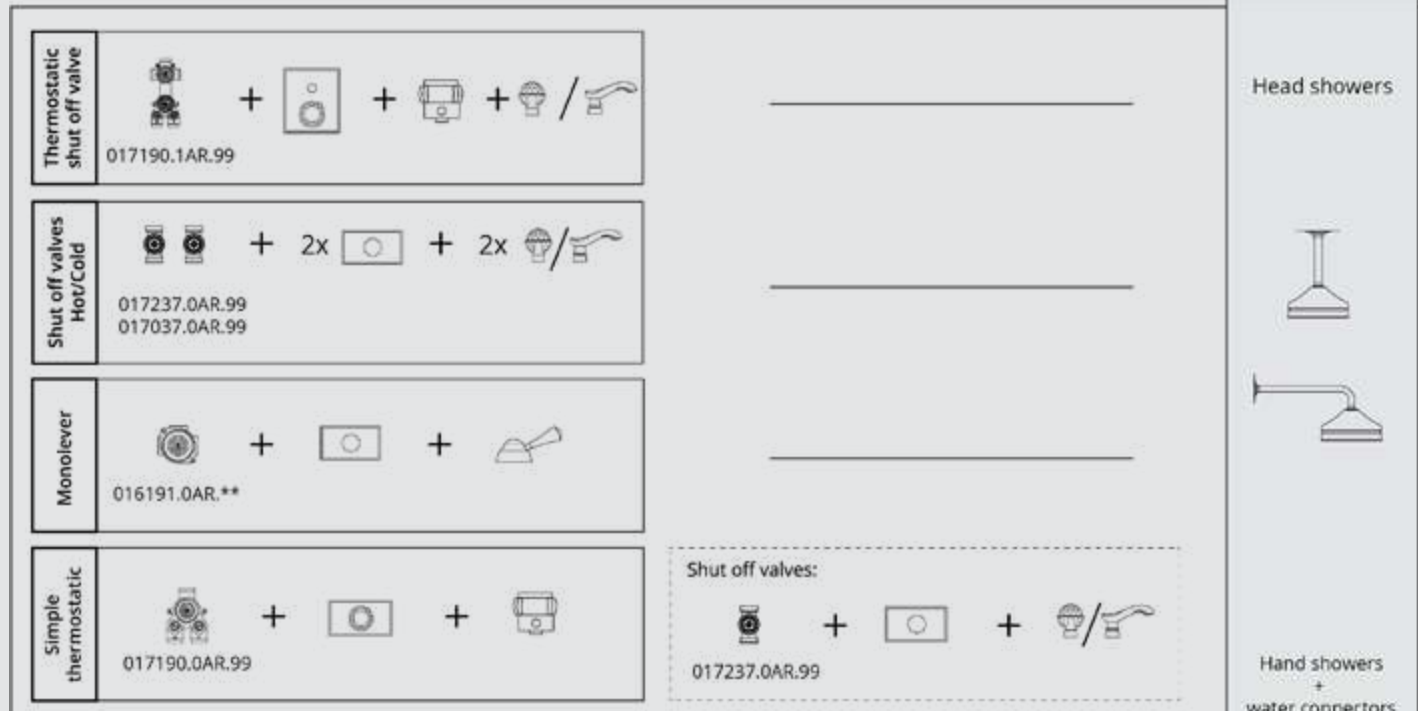 Thermostatic
shut off valve
+ + + /
017190.1AR.99
Shut off valves
Hot/Cold
+ 2x + 2x /
017237.0AR.99
017037.0AR.99
Monolever
+ +
016191.0AR.**
Simple
thermostatic
+ +
017190.0AR.99
Shut off valves:
+ + /
017237.0AR.99
Head showers
Hand showers
+
water connectors